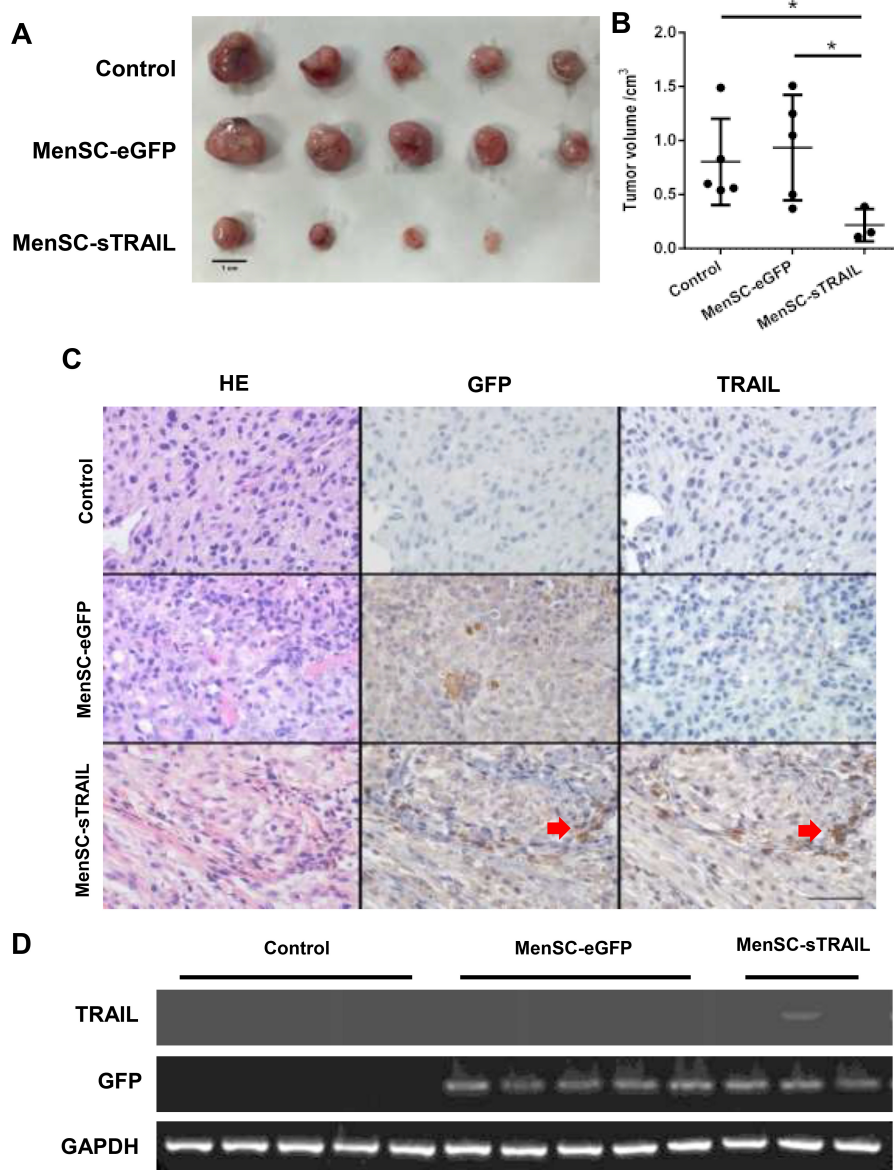 A
Control
MenSC-eGFP
MenSC-sTRAIL
1 cm
B
*
*
Tumor volume /cm3
2.0
1.5
1.0
0.5
0.0
Control
MenSC-eGFP
MenSC-sTRAIL
C
HE GFP TRAIL
Control
MenSC-eGFP
MenSC-sTRAIL
D
Control MenSC-eGFP MenSC-sTRAIL
TRAIL
GFP
GAPDH